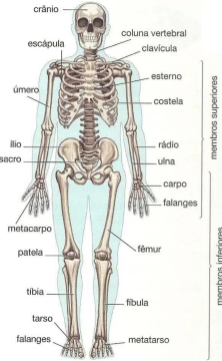 crânio
coluna vertebral
escápula
clavícula
esterno
úmero
costela
ílio
rádio
sacro
ulna
carpo
falanges
metacarpo
fêmur
patela
tíbia
fíbula
tarso
falanges
metatarso
membros superiores
membros inferiores